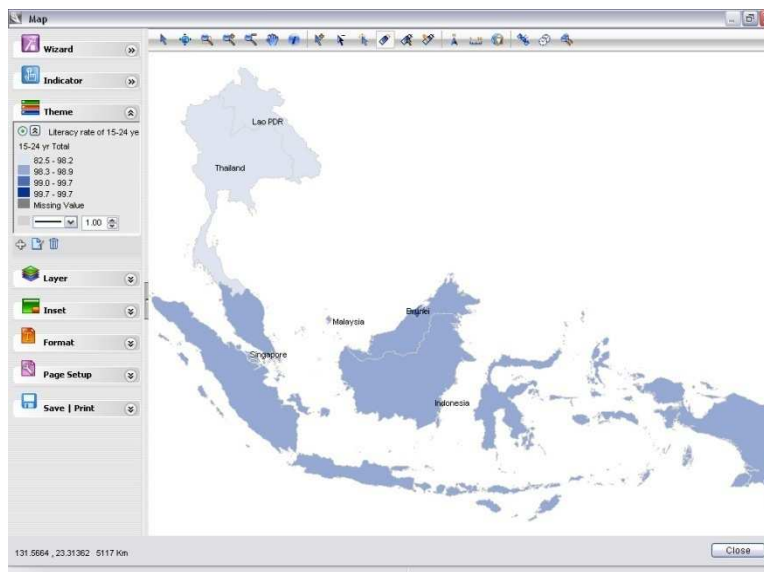 Map
Wizard
Indicator
Theme
Literacy rate of 15-24 ye
15-24 yr Total
82.5 - 98.2
98.3 - 98.9
99.0 - 99.7
99.7 - 99.7
Missing Value
1.00
Layer
Inset
Format
Page Setup
Save | Print
Lao PDR
Thailand
Malaysia
Brunei
Singapore
Indonesia
131.5664 , 23.31362 5117 Km
Close